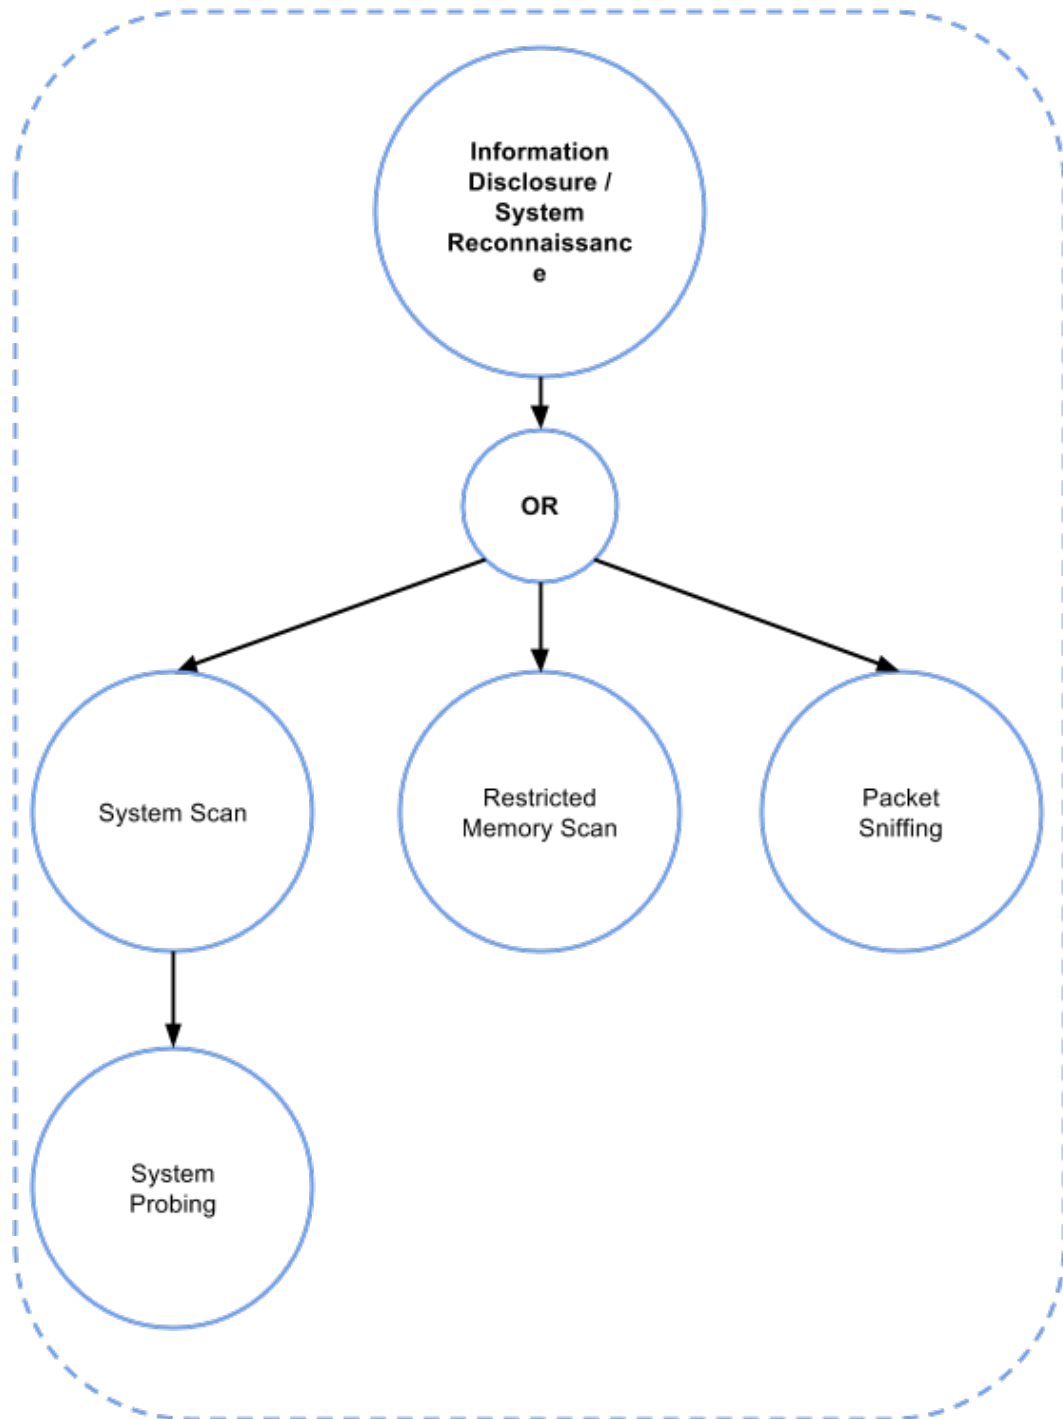 Information
Disclosure /
System
Reconnaissanc
e
OR
System Scan
Restricted
Memory Scan
Packet
Sniffing
System
Probing